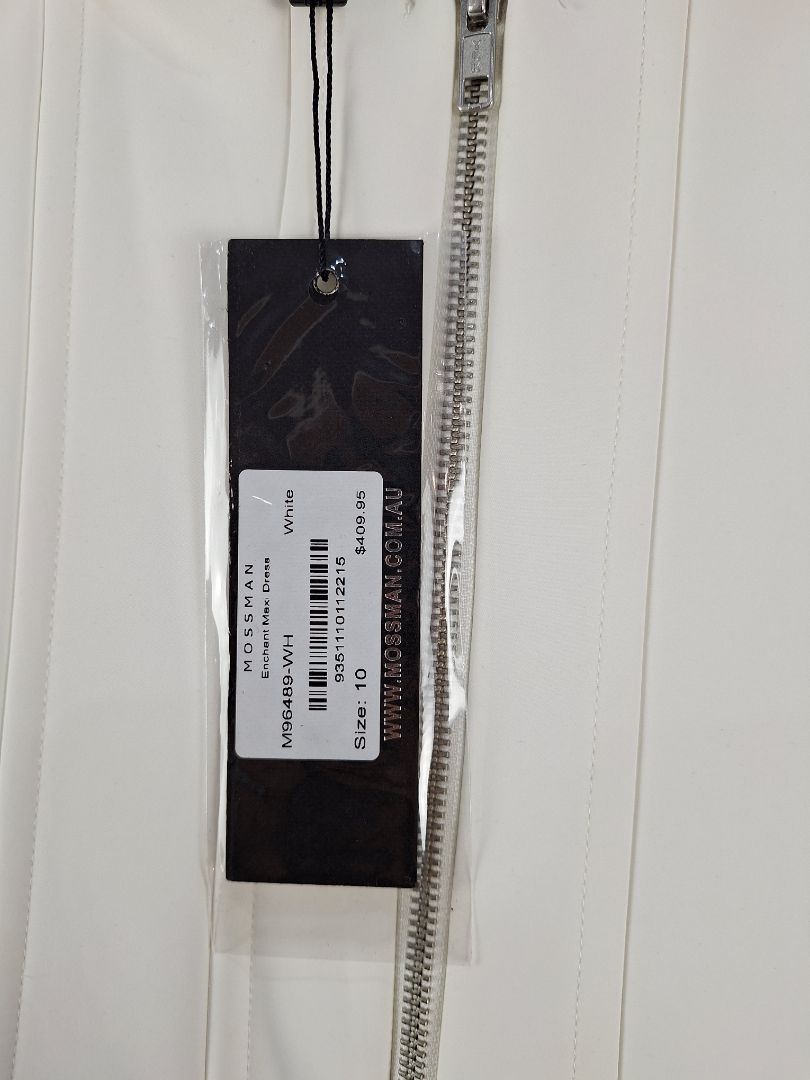 MOSSMAN
Enchant Maxi Dress
M96489-WH White
9351110112215
Size: 10 $409.95
WWW.MOSSMAN.COM.AU